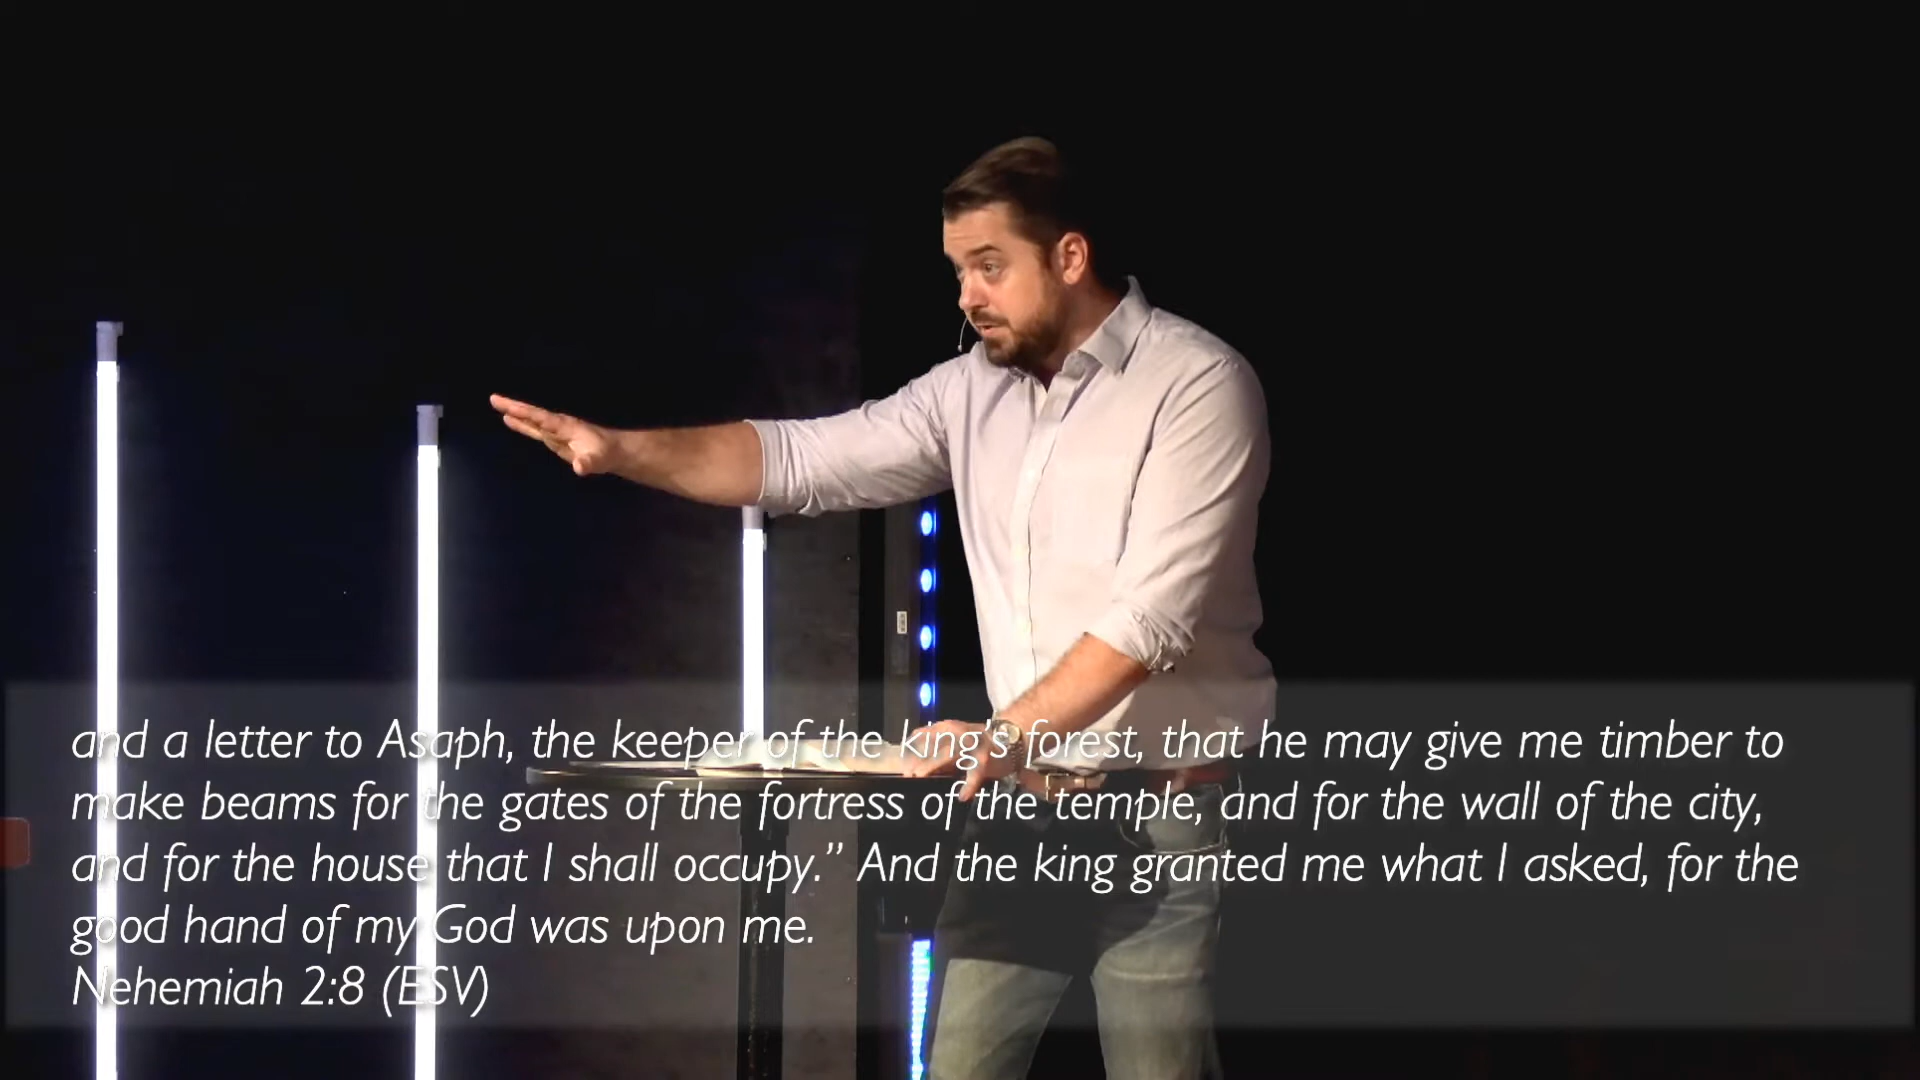 and a letter to Asaph, the keeper of the king's forest, that he may give me timber to
make beams for the gates of the fortress of the temple, and for the wall of the city,
and for the house that I shall occupy.” And the king granted me what I asked, for the
good hand of my God was upon me.
Nehemiah 2:8 (ESV)